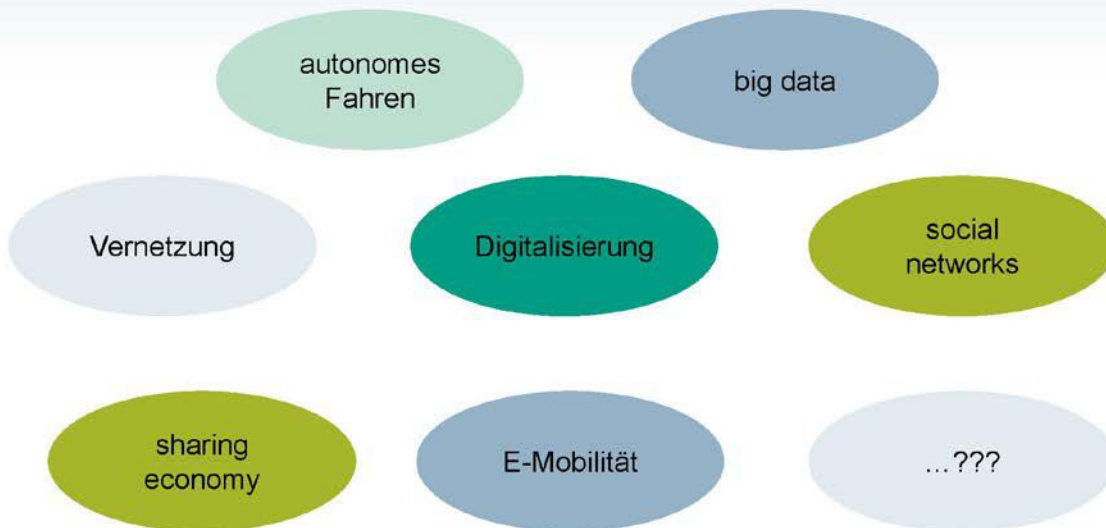 autonomes
Fahren
big data
Vernetzung
Digitalisierung
social
networks
sharing
economy
E-Mobilität
...???